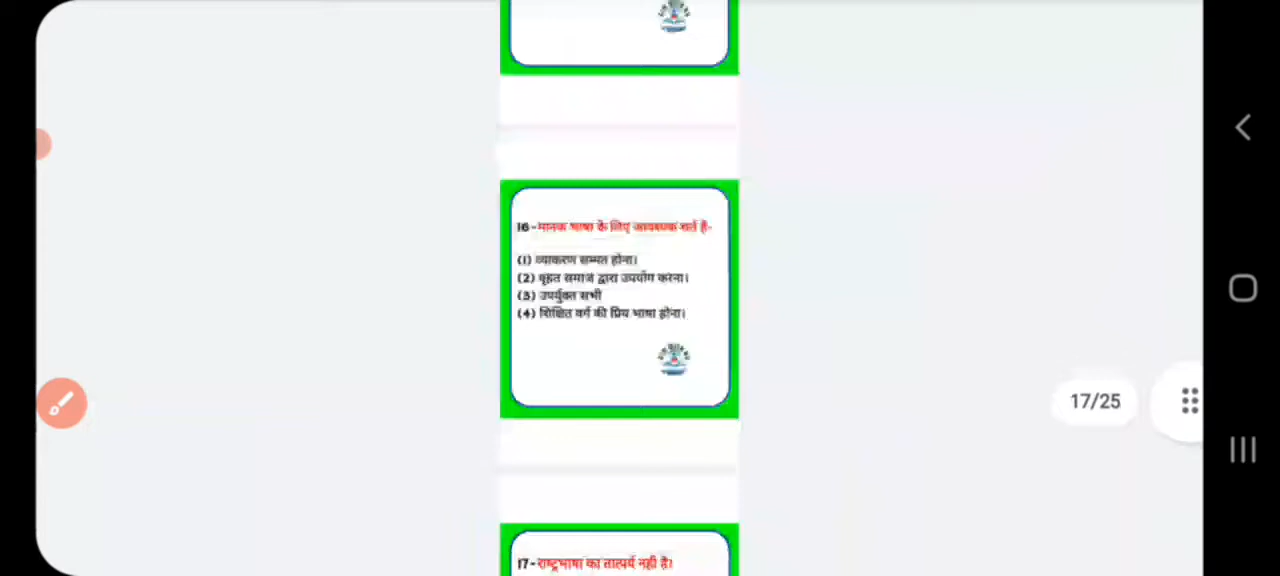 16-मानक भाषा के लिए आवश्यक शर्त है-
(1) व्याकरण सम्मत होना।
(2) वृहत समाज द्वारा उपयोग करना।
(3) उपर्युक्त सभी
(4) शिक्षित वर्ग की प्रिय भाषा होना।
17/25
17-राष्ट्रभाषा का तात्पर्य नही है?